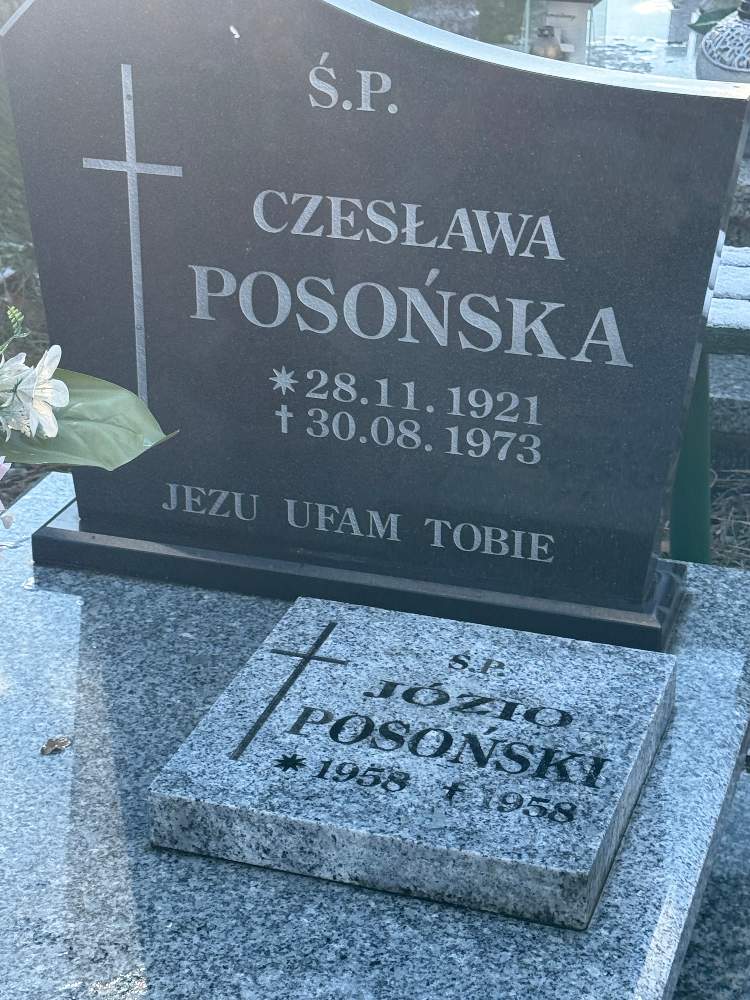 Ś.P.
CZESŁAWA
POSOŃSKA
✷ 28.11.1921
✝ 30.08.1973
JEZU UFAM TOBIE
Ś.P.
JÓZIO
POSOŃSKI
✷ 1958 ✝ 1958